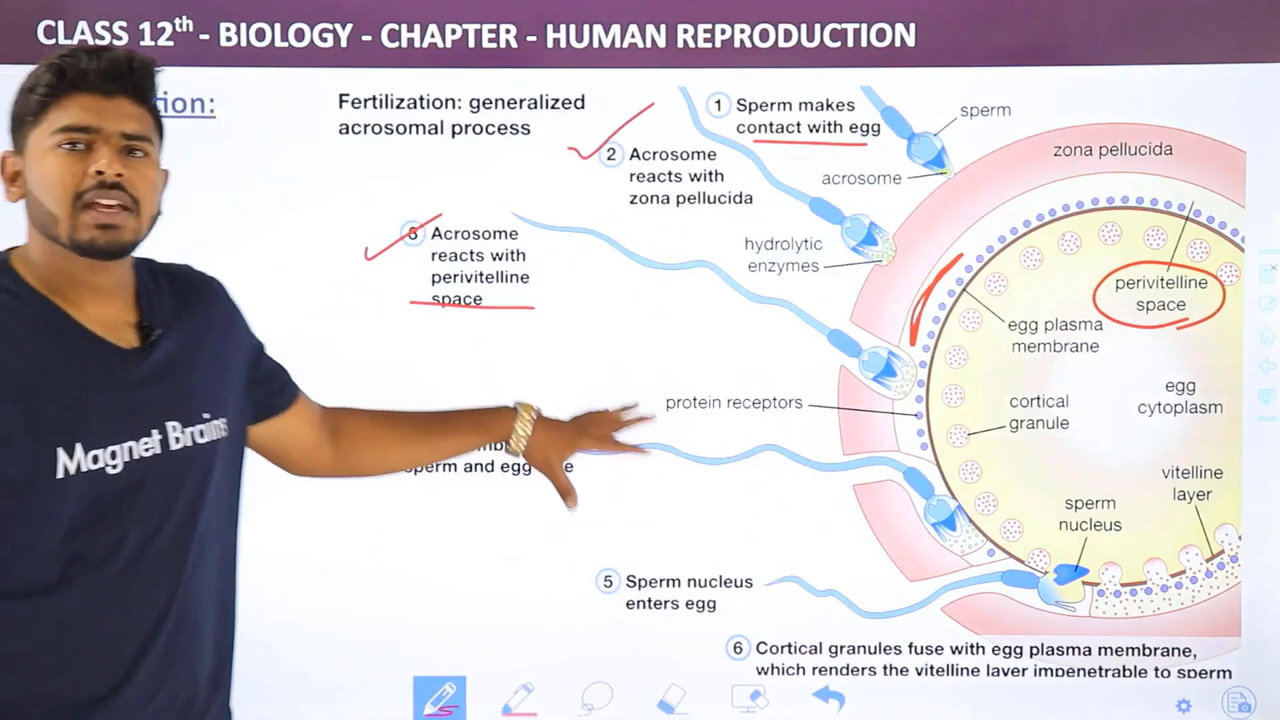 CLASS 12th - BIOLOGY - CHAPTER - HUMAN REPRODUCTION
tion:
Fertilization: generalized
acrosomal process
1 Sperm makes
contact with egg
sperm
zona pellucida
2 Acrosome
reacts with
zona pellucida
acrosome
3 Acrosome
reacts with
perivitelline
space
hydrolytic
enzymes
perivitelline
space
egg plasma
membrane
protein receptors
cortical
granule
egg
cytoplasm
sperm and egg
vitelline
layer
sperm
nucleus
5 Sperm nucleus
enters egg
6 Cortical granules fuse with egg plasma membrane,
which renders the vitelline layer impenetrable to sperm
Magnet Brains